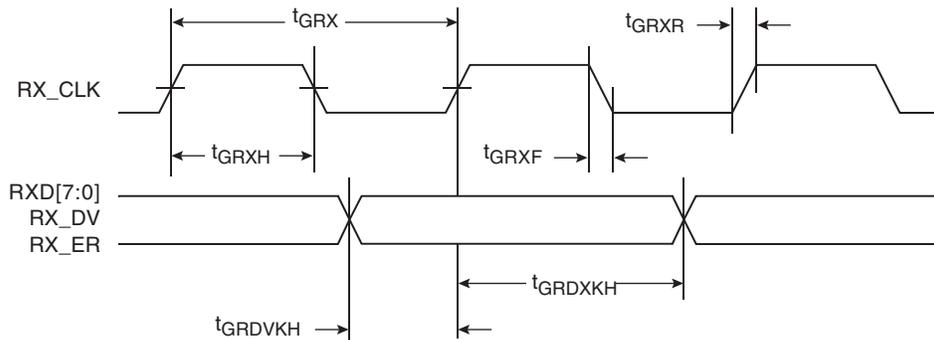 tGRX
tGRXR
RX_CLK
tGRXH
tGRXF
RXD[7:0]
RX_DV
RX_ER
tGRDXKH
tGRDVKH